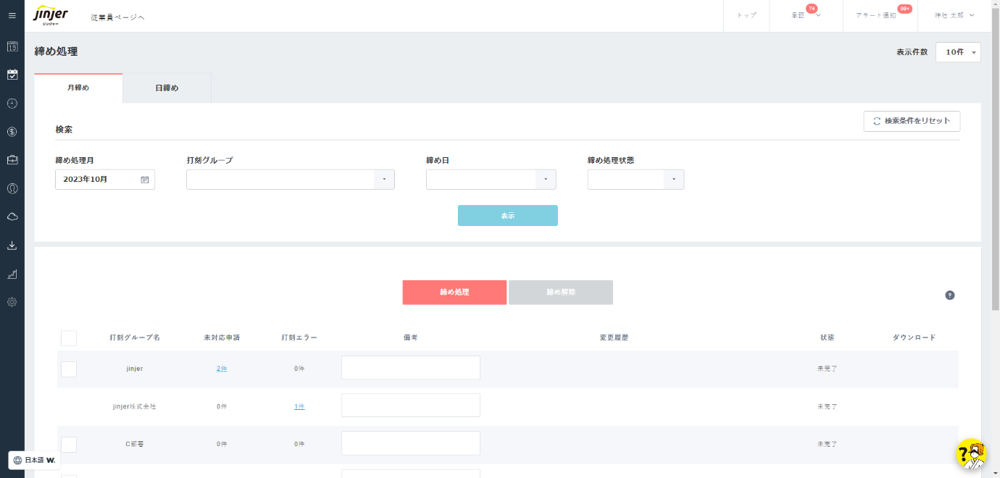 jinjer
ジンジャー
従業員ページへ
トップ
承認
74
アラート通知
99+
神社 太郎
19
締め処理
表示件数
10件
月締め
日締め
検索条件をリセット
検索
締め処理月
打刻グループ
締め日
締め処理状態
2023年10月
表示
締め処理
締め解除
?
打刻グループ名 未対応申請 打刻エラー 備考 変更履歴 状態 ダウンロード
jinjer 2件 0件 未完了
jinjer株式会社 0件 1件 未完了
C部署 0件 0件 未完了
日本語 W.
?